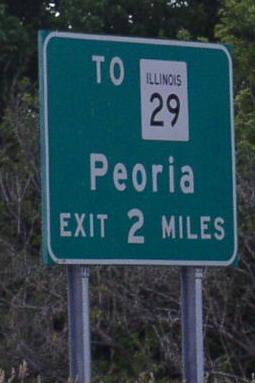 TO ILLINOIS
29
Peoria
EXIT 2 MILES